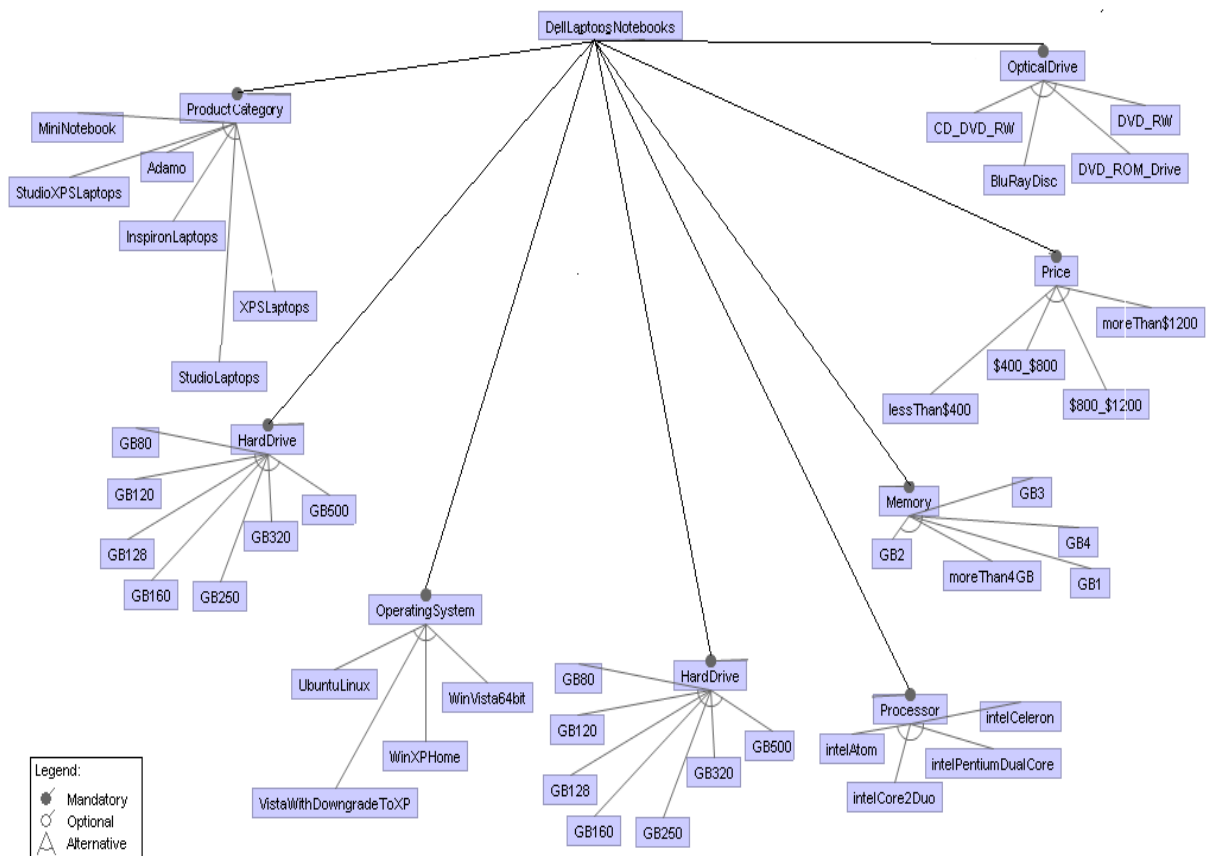 DellLaptopsNotebooks
OpticalDrive
ProductCategory
MiniNotebook
CD_DVD_RW
DVD_RW
Adamo
StudioXPSLaptops
BluRayDisc
DVD_ROM_Drive
InspironLaptops
Price
XPSLaptops
moreThan$1200
StudioLaptops
$400_$800
lessThan$400
$800_$1200
HardDrive
GB80
GB120
GB500
GB320
GB128
GB160
GB250
Memory
GB3
GB2
GB4
moreThan4GB
GB1
OperatingSystem
UbuntuLinux
WinVista64bit
WinXPHome
VistaWithDowngradeToXP
HardDrive
GB80
GB120
GB500
GB320
GB128
GB160
GB250
Processor
intelCeleron
intelAtom
intelPentiumDualCore
intelCore2Duo
Legend:
Mandatory
Optional
Alternative